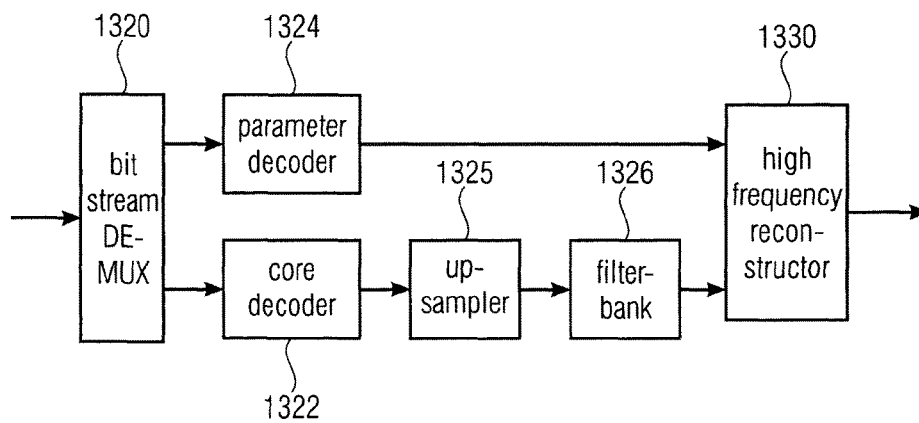 1320
1324
1330
bit
stream
DE-
MUX
parameter
decoder
high
frequency
recon-
structor
1325
1326
core
decoder
up-
sampler
filter-
bank
1322